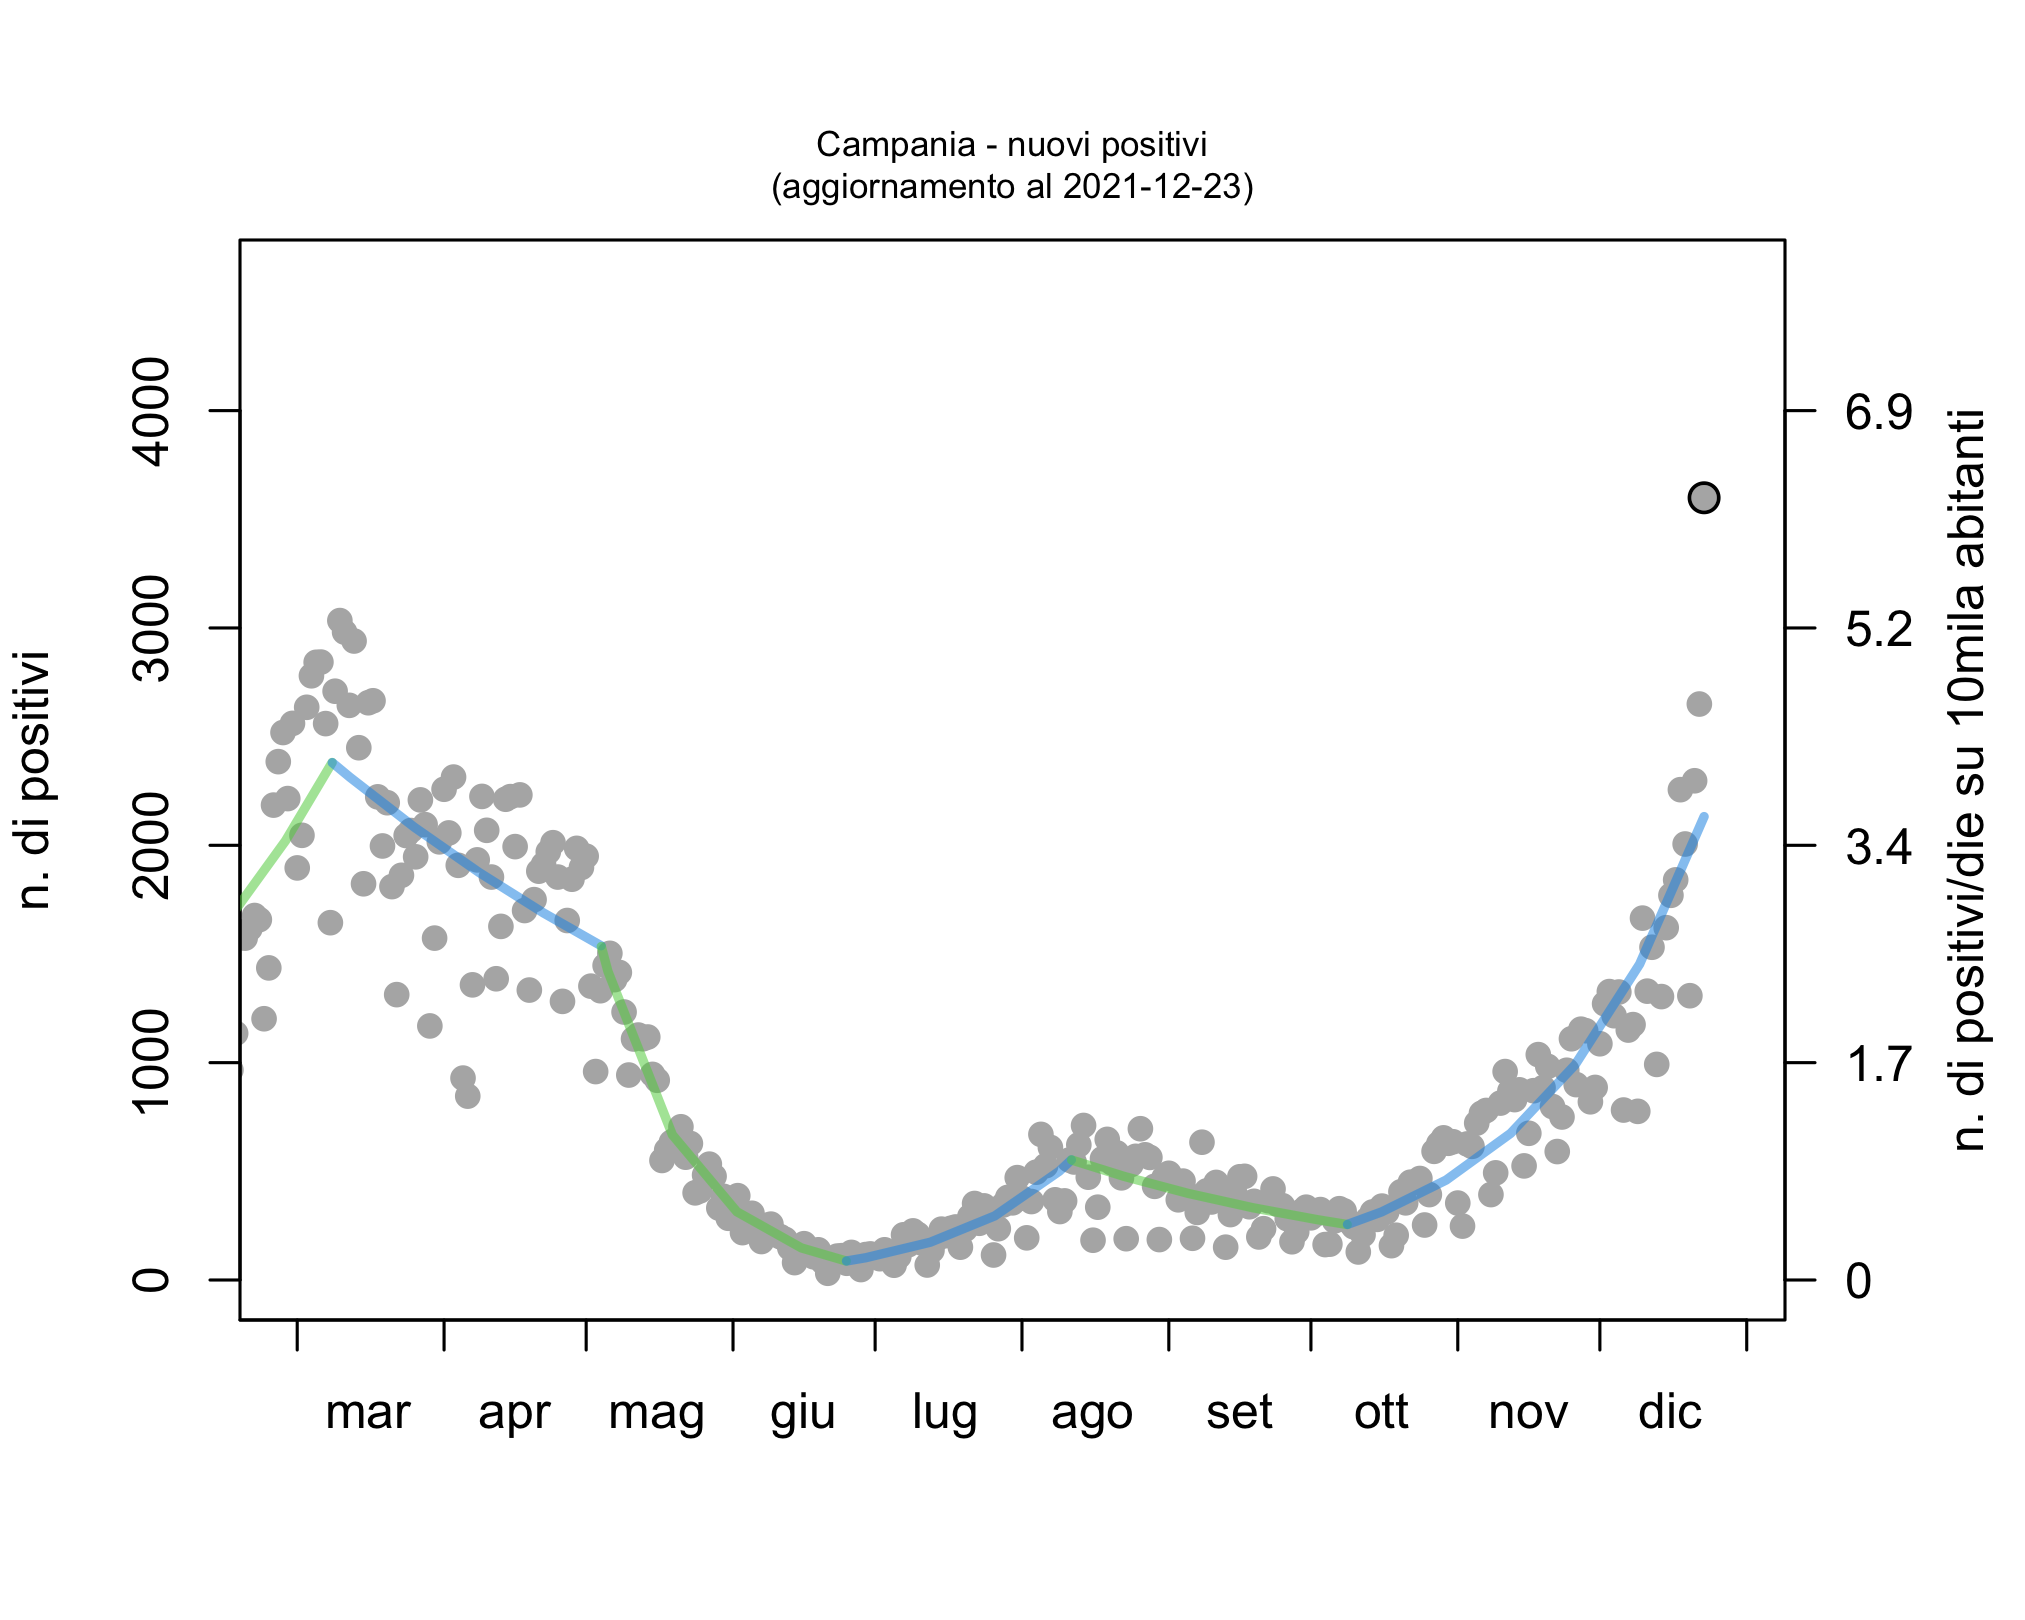 Campania - nuovi positivi
(aggiornamento al 2021-12-23)
n. di positivi
4000
3000
2000
1000
0
6.9
5.2
3.4
1.7
0
n. di positivi/die su 10mila abitanti
mar apr mag giu lug ago set ott nov dic